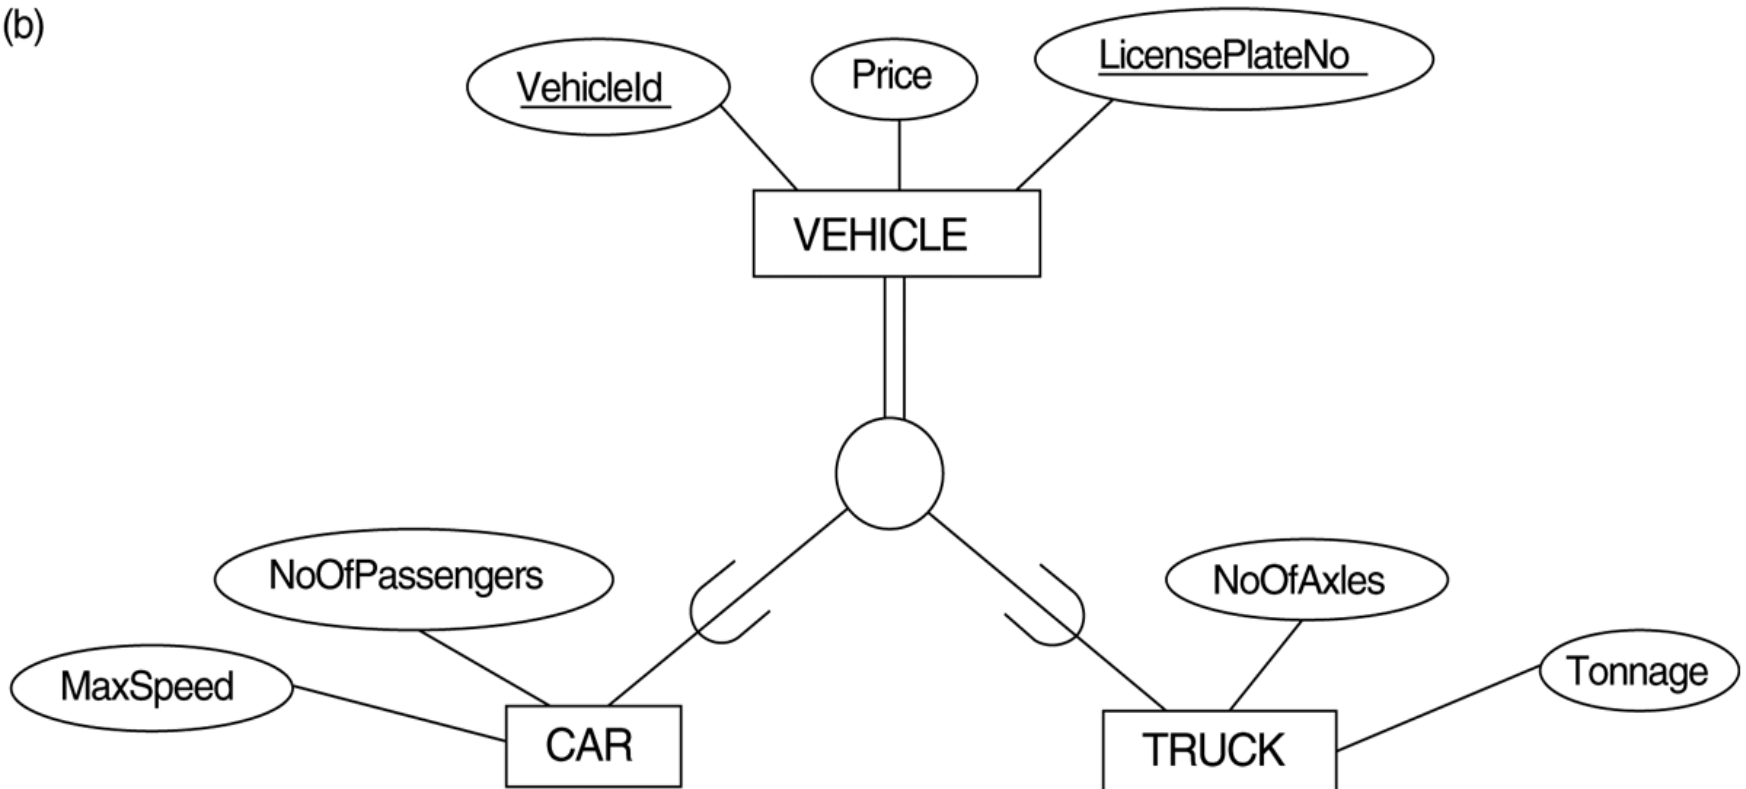 (b)
VehicleId
Price
LicensePlateNo
VEHICLE
NoOfPassengers
NoOfAxles
MaxSpeed
Tonnage
CAR
TRUCK